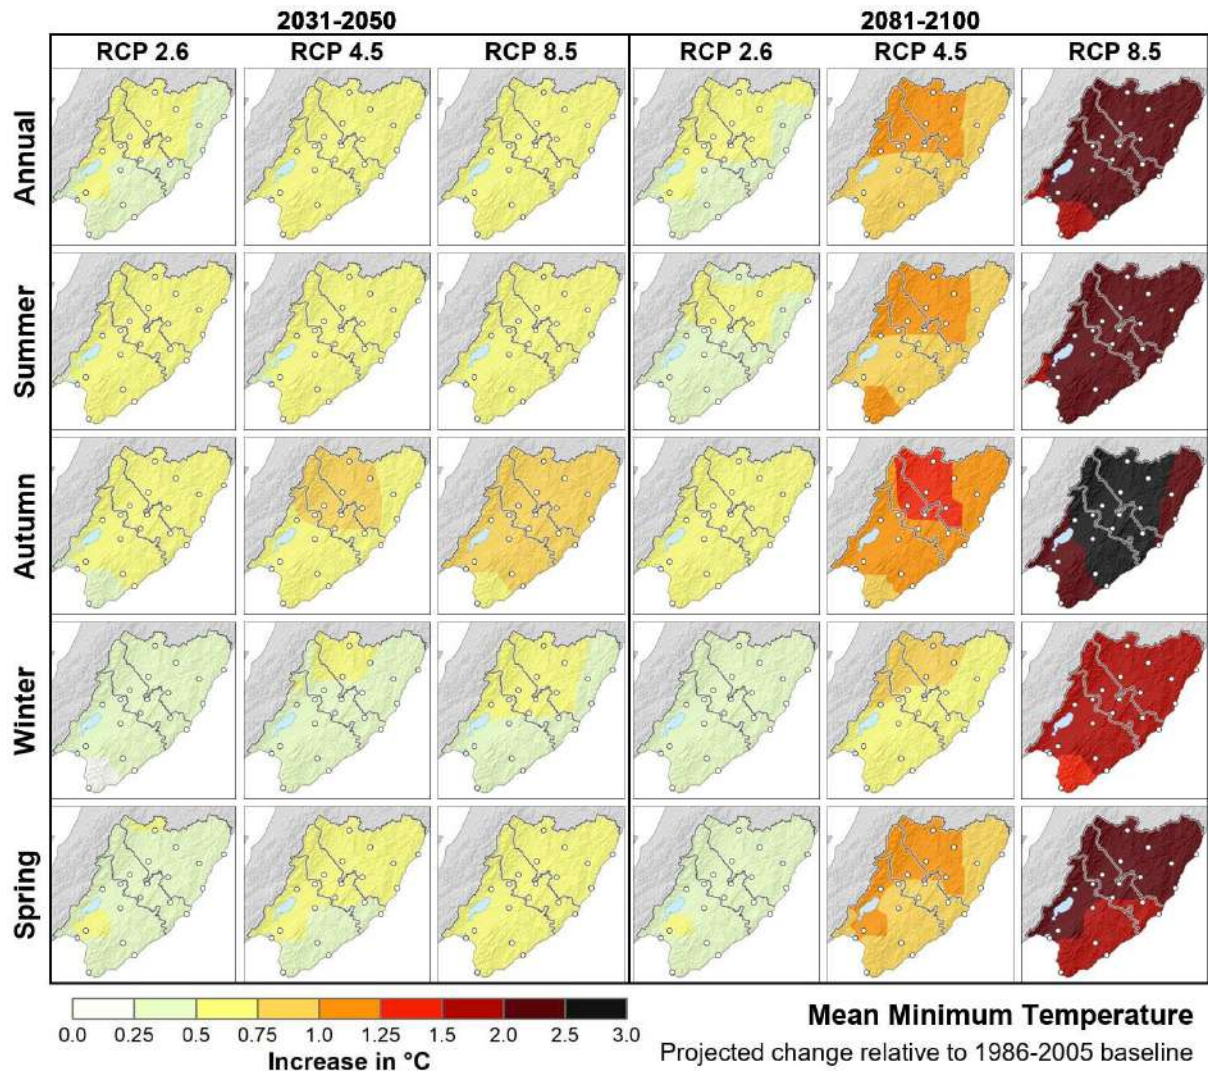 2031-2050 2081-2100
RCP 2.6 RCP 4.5 RCP 8.5 RCP 2.6 RCP 4.5 RCP 8.5
Annual
Summer
Autumn
Winter
Spring
0.0 0.25 0.5 0.75 1.0 1.25 1.5 2.0 2.5 3.0
Increase in °C
Mean Minimum Temperature
Projected change relative to 1986-2005 baseline